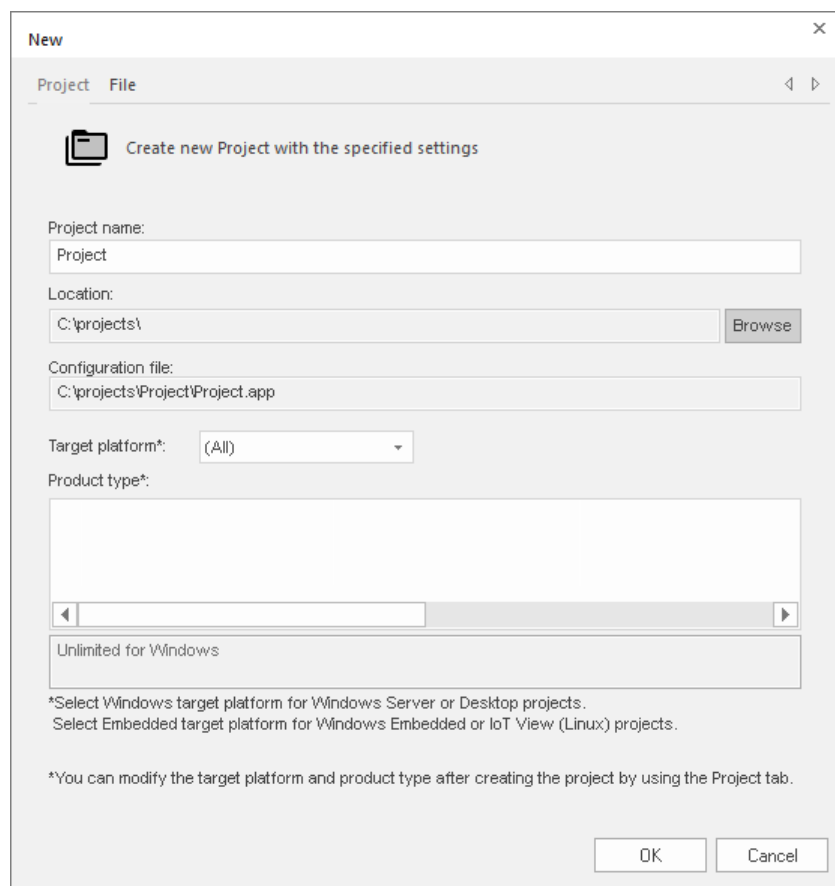 New
Project File
Create new Project with the specified settings
Project name:
Project
Location:
C:\projects\
Browse
Configuration file:
C:\projects\Project\Project.app
Target platform*: (All)
Product type*:
Unlimited for Windows
*Select Windows target platform for Windows Server or Desktop projects.
Select Embedded target platform for Windows Embedded or IoT View (Linux) projects.
*You can modify the target platform and product type after creating the project by using the Project tab.
OK Cancel